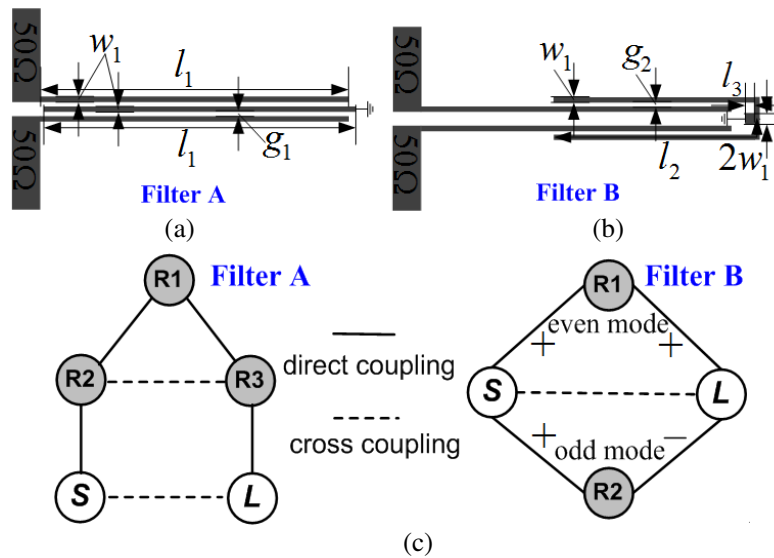 50Ω
w₁
l₁
l₁
g₁
50Ω
Filter A
(a)
50Ω
w₁
g₂
l₃
l₂
2w₁
50Ω
Filter B
(b)
R1
Filter A
R2
R3
S
L
direct coupling
cross coupling
Filter B
R1
even mode
+
+
S
L
+
odd mode
−
R2
(c)